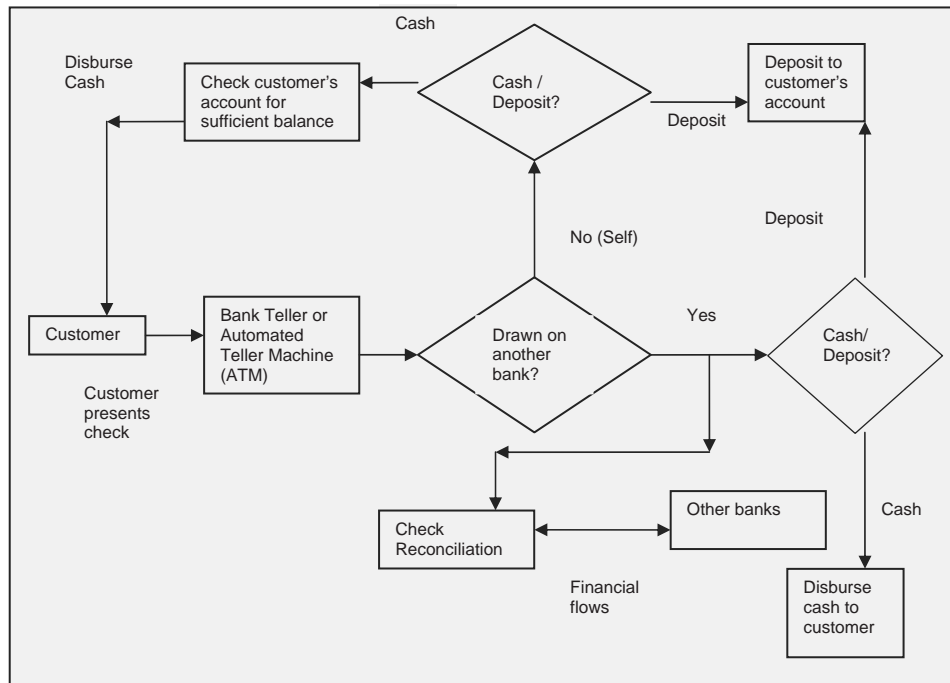 Cash
Disburse
Cash
Check customer's
account for
sufficient balance
Cash /
Deposit?
Deposit to
customer's
account
Deposit
Deposit
No (Self)
Customer
Bank Teller or
Automated
Teller Machine
(ATM)
Drawn on
another
bank?
Yes
Cash/
Deposit?
Customer
presents
check
Check
Reconciliation
Other banks
Cash
Financial
flows
Disburse
cash to
customer